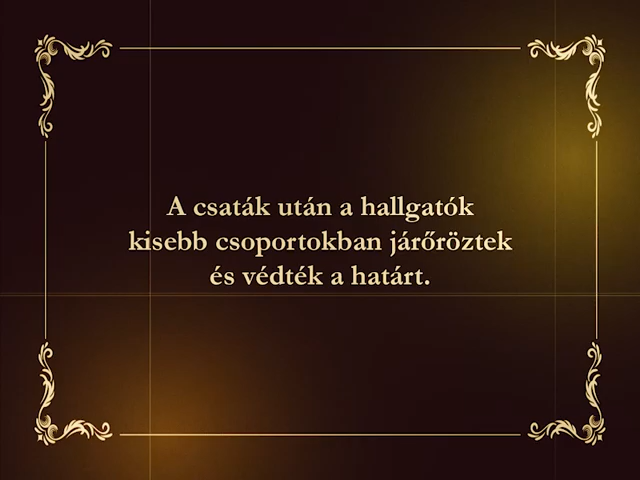 A csaták után a hallgatók
kisebb csoportokban járőröztek
és védték a határt.